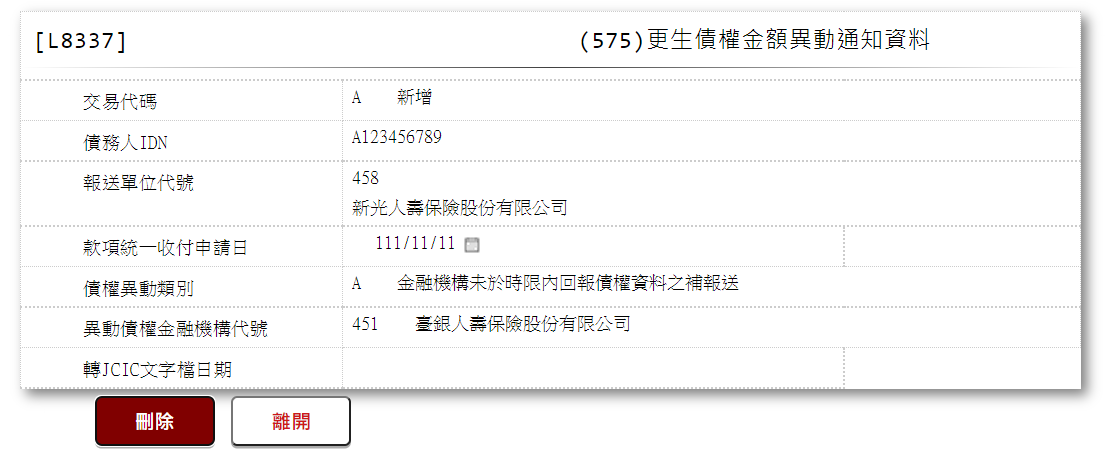 [L8337] (575)更生債權金額異動通知資料
交易代碼 A 新增
債務人IDN A123456789
報送單位代號 458
新光人壽保險股份有限公司
款項統一收付申請日 111/11/11
債權異動類別 A 金融機構未於時限內回報債權資料之補報送
異動債權金融機構代號 451 臺銀人壽保險股份有限公司
轉JCIC文字檔日期
刪除 離開